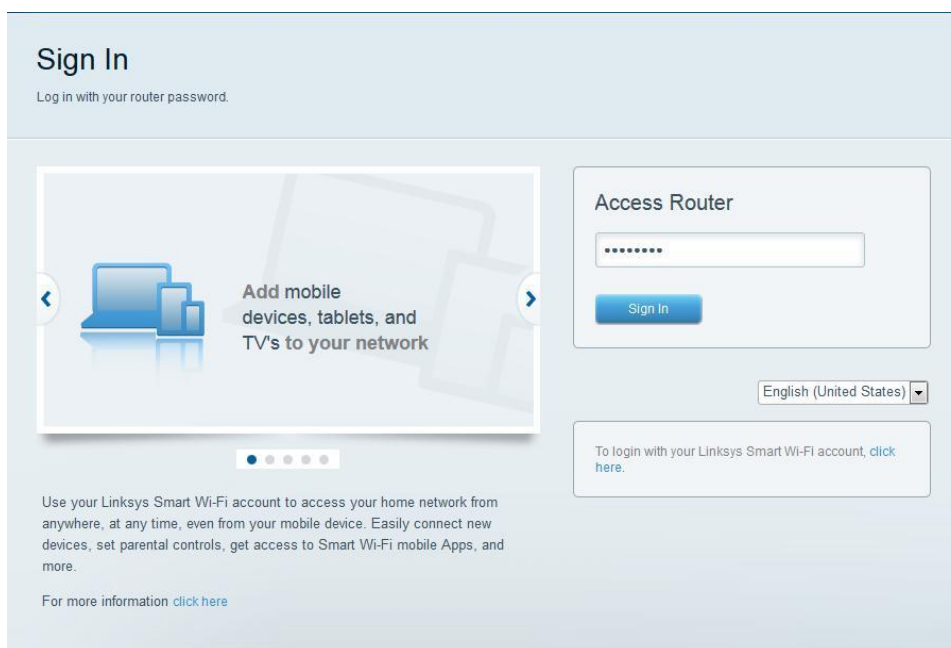 Sign In
Log in with your router password.
Add mobile
devices, tablets, and
TV's to your network
Access Router
••••••••
Sign In
English (United States)
To login with your Linksys Smart Wi-Fi account, click
here.
Use your Linksys Smart Wi-Fi account to access your home network from
anywhere, at any time, even from your mobile device. Easily connect new
devices, set parental controls, get access to Smart Wi-Fi mobile Apps, and
more.
For more information click here